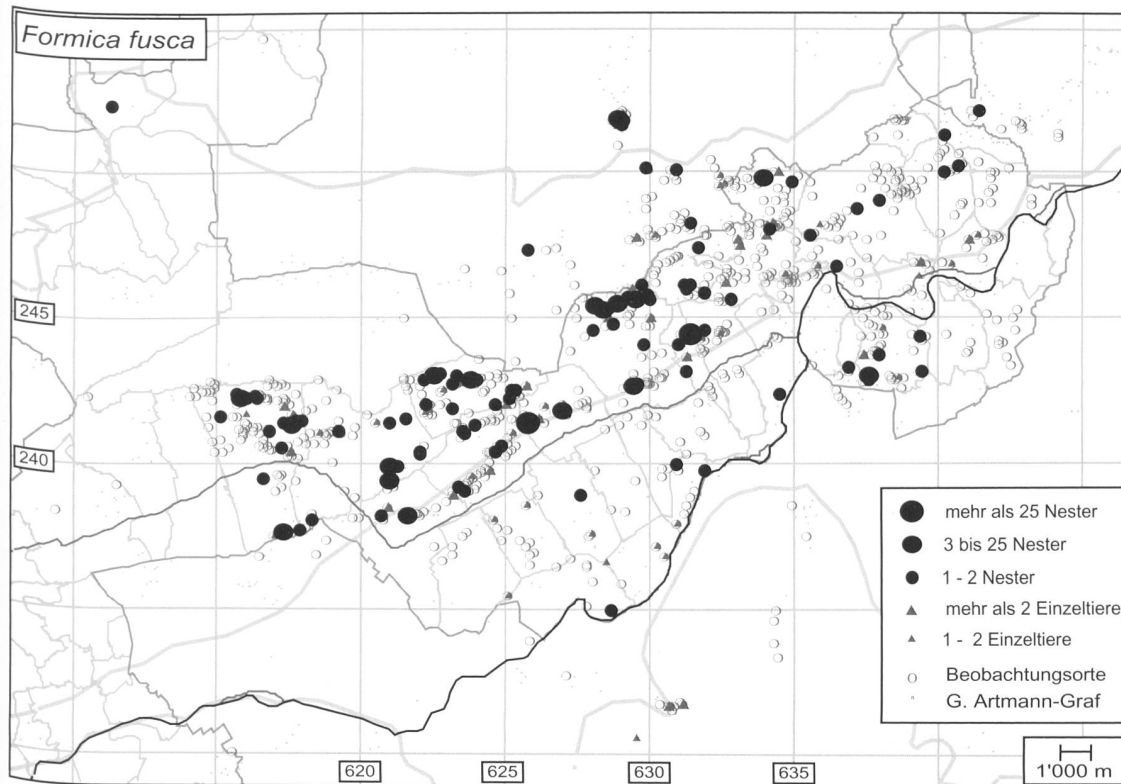 Formica fusca
245
240
620
625
630
635
mehr als 25 Nester
3 bis 25 Nester
1 - 2 Nester
mehr als 2 Einzeltiere
1 - 2 Einzeltiere
Beobachtungsorte
G. Artmann-Graf
1'000 m